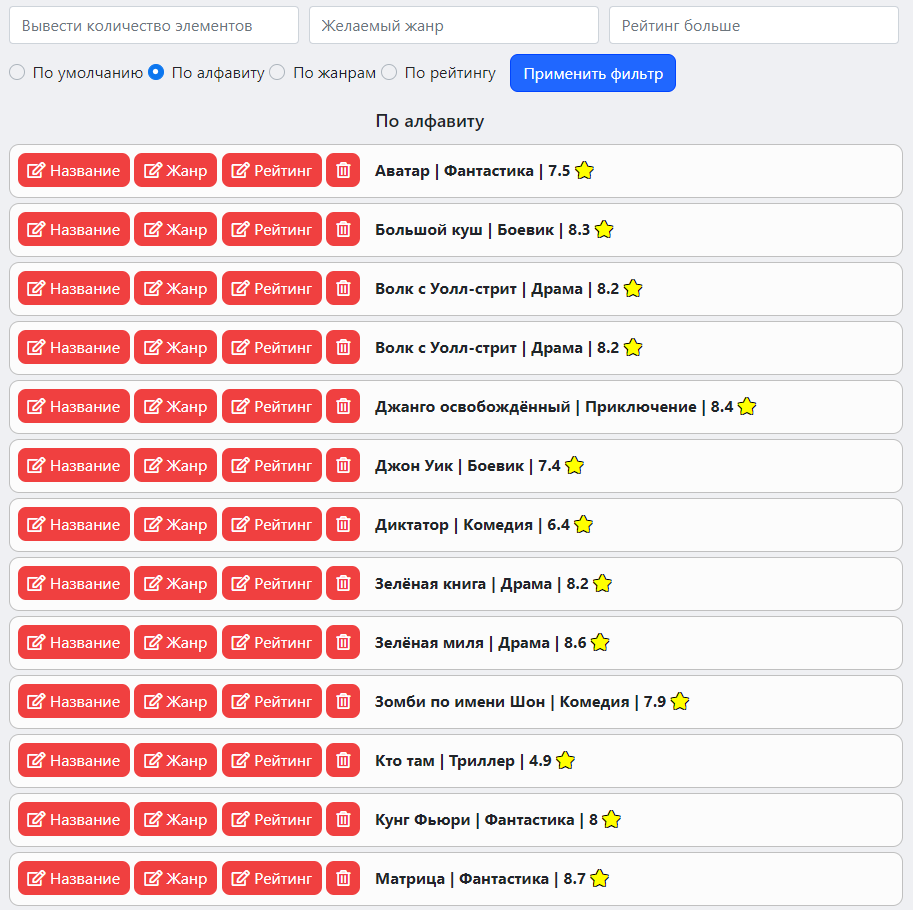 Вывести количество элементов Желаемый жанр Рейтинг больше
По умолчанию По алфавиту По жанрам По рейтингу Применить фильтр
По алфавиту
Название Жанр Рейтинг Аватар | Фантастика | 7.5
Название Жанр Рейтинг Большой куш | Боевик | 8.3
Название Жанр Рейтинг Волк с Уолл-стрит | Драма | 8.2
Название Жанр Рейтинг Волк с Уолл-стрит | Драма | 8.2
Название Жанр Рейтинг Джанго освобождённый | Приключение | 8.4
Название Жанр Рейтинг Джон Уик | Боевик | 7.4
Название Жанр Рейтинг Диктатор | Комедия | 6.4
Название Жанр Рейтинг Зелёная книга | Драма | 8.2
Название Жанр Рейтинг Зелёная миля | Драма | 8.6
Название Жанр Рейтинг Зомби по имени Шон | Комедия | 7.9
Название Жанр Рейтинг Кто там | Триллер | 4.9
Название Жанр Рейтинг Кунг Фьюри | Фантастика | 8
Название Жанр Рейтинг Матрица | Фантастика | 8.7